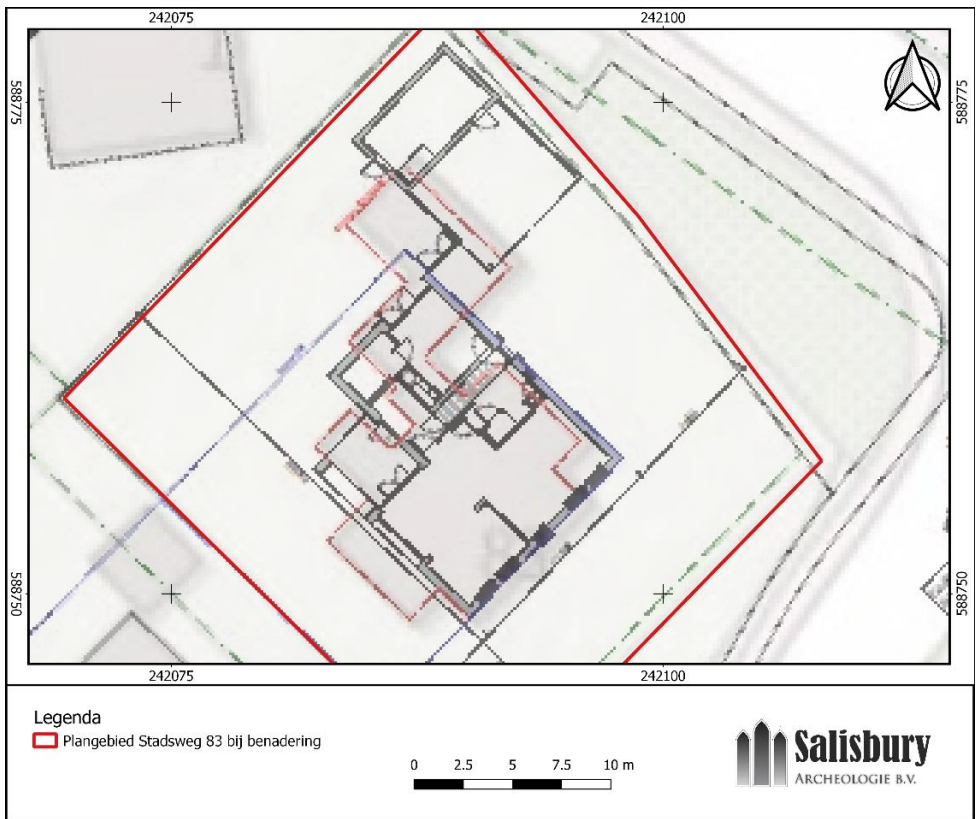 242075 242100
588775 588775
588750 588750
242075 242100
Legenda
Plangebied Stadsweg 83 bij benadering
0 2.5 5 7.5 10 m
Salisbury
ARCHEOLOGIE B.V.